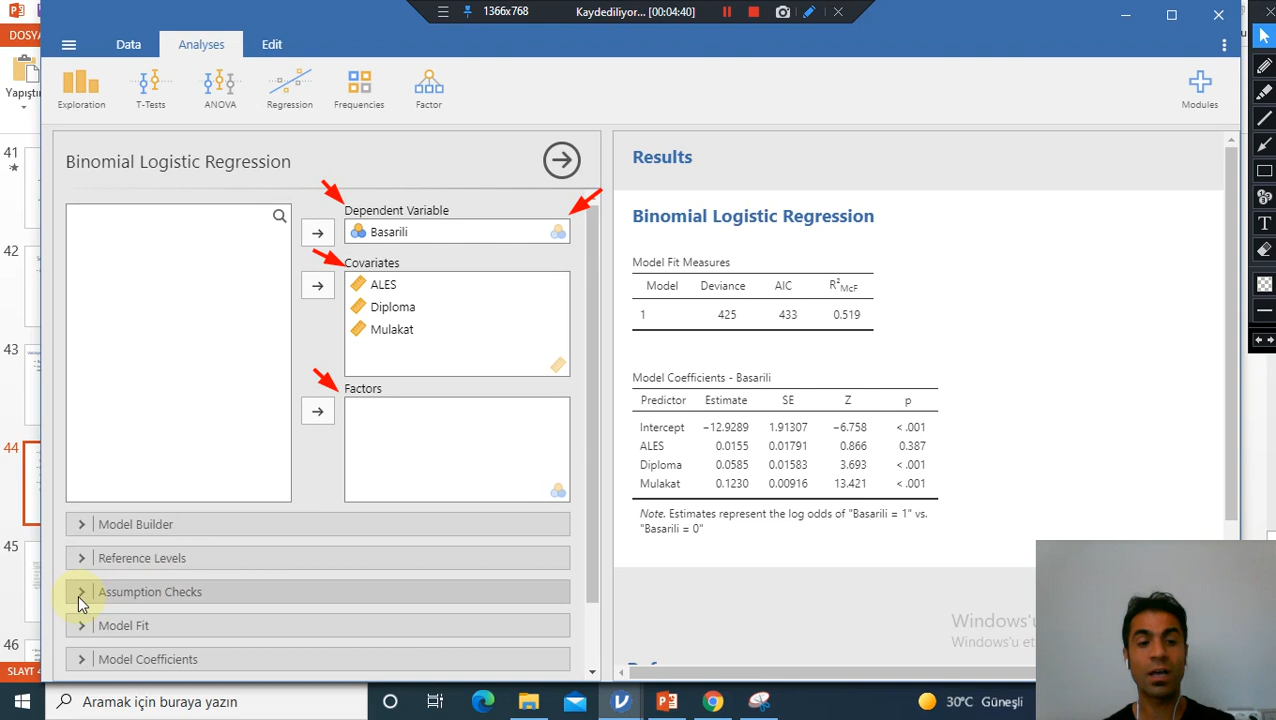 1366x768
Kaydediliyor... [00:04:40]
DOSYA
Yapıştır
Data
Analyses
Edit
Exploration
T-Tests
ANOVA
Regression
Frequencies
Factor
Modules
41
42
43
44
45
46
SLAYT 4
Binomial Logistic Regression
Dependent Variable
Basarili
Covariates
ALES
Diploma
Mulakat
Factors
Model Builder
Reference Levels
Assumption Checks
Model Fit
Model Coefficients
Results
Binomial Logistic Regression
Model Fit Measures
Model Deviance AIC R²McF
1 425 433 0.519
Model Coefficients - Basarili
Predictor Estimate SE Z p
Intercept −12.9289 1.91307 −6.758 < .001
ALES 0.0155 0.01791 0.866 0.387
Diploma 0.0585 0.01583 3.693 < .001
Mulakat 0.1230 0.00916 13.421 < .001
Note. Estimates represent the log odds of "Basarili = 1" vs.
"Basarili = 0"
Windows'u
Windows'u et
Aramak için buraya yazın
30°C Güneşli